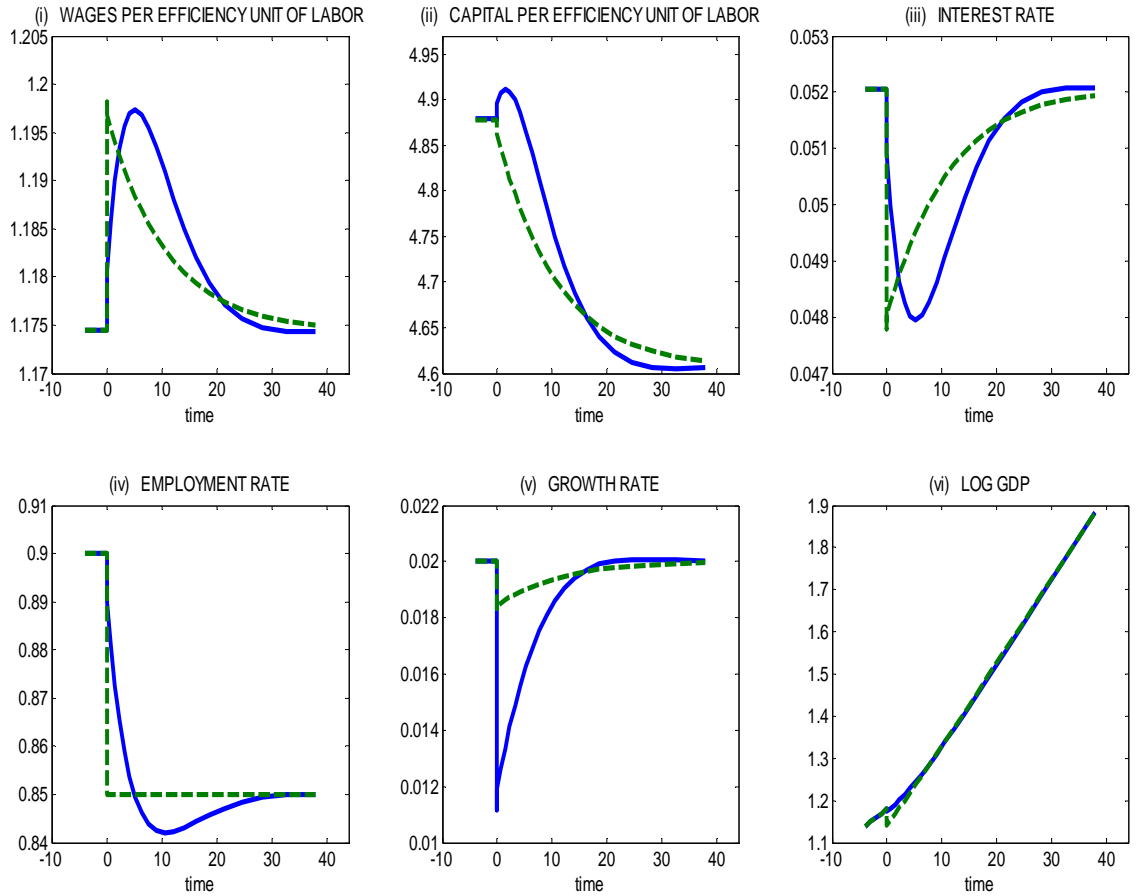 (i) WAGES PER EFFICIENCY UNIT OF LABOR
1.205
1.2
1.195
1.19
1.185
1.18
1.175
1.17
-10 0 10 20 30 40
time
(ii) CAPITAL PER EFFICIENCY UNIT OF LABOR
4.95
4.9
4.85
4.8
4.75
4.7
4.65
4.6
-10 0 10 20 30 40
time
(iii) INTEREST RATE
0.053
0.052
0.051
0.05
0.049
0.048
0.047
-10 0 10 20 30 40
time
(iv) EMPLOYMENT RATE
0.91
0.9
0.89
0.88
0.87
0.86
0.85
0.84
-10 0 10 20 30 40
time
(v) GROWTH RATE
0.022
0.02
0.018
0.016
0.014
0.012
0.01
-10 0 10 20 30 40
time
(vi) LOG GDP
1.9
1.8
1.7
1.6
1.5
1.4
1.3
1.2
1.1
-10 0 10 20 30 40
time